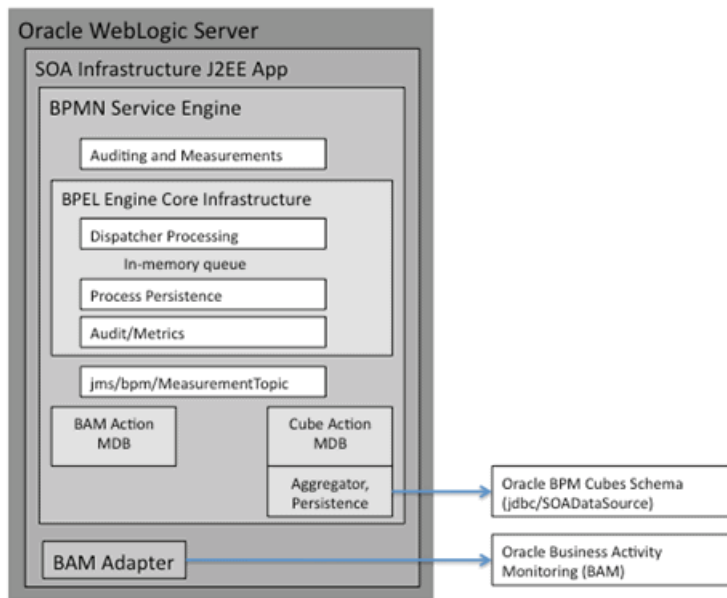 Oracle WebLogic Server
SOA Infrastructure J2EE App
BPMN Service Engine
Auditing and Measurements
BPEL Engine Core Infrastructure
Dispatcher Processing
In-memory queue
Process Persistence
Audit/Metrics
jms/bpm/MeasurementTopic
BAM Action
MDB
Cube Action
MDB
Aggregator,
Persistence
Oracle BPM Cubes Schema
(jdbc/SOADataSource)
BAM Adapter
Oracle Business Activity
Monitoring (BAM)